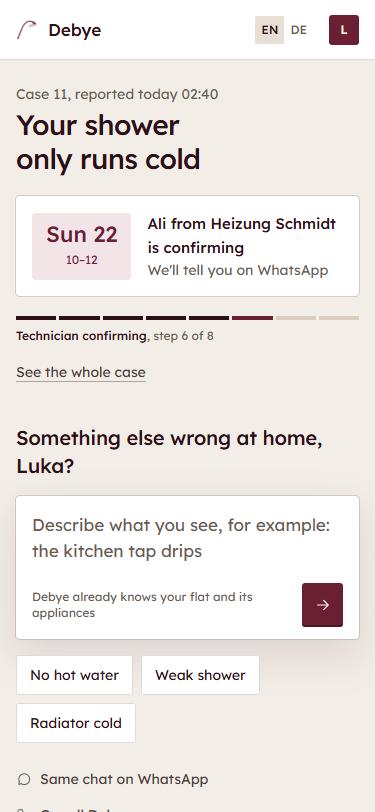 Debye
EN DE
L
Case 11, reported today 02:40
Your shower
only runs cold
Sun 22
10–12
Ali from Heizung Schmidt
is confirming
We'll tell you on WhatsApp
Technician confirming, step 6 of 8
See the whole case
Something else wrong at home,
Luka?
Describe what you see, for example:
the kitchen tap drips
Debye already knows your flat and its
appliances
No hot water
Weak shower
Radiator cold
Same chat on WhatsApp